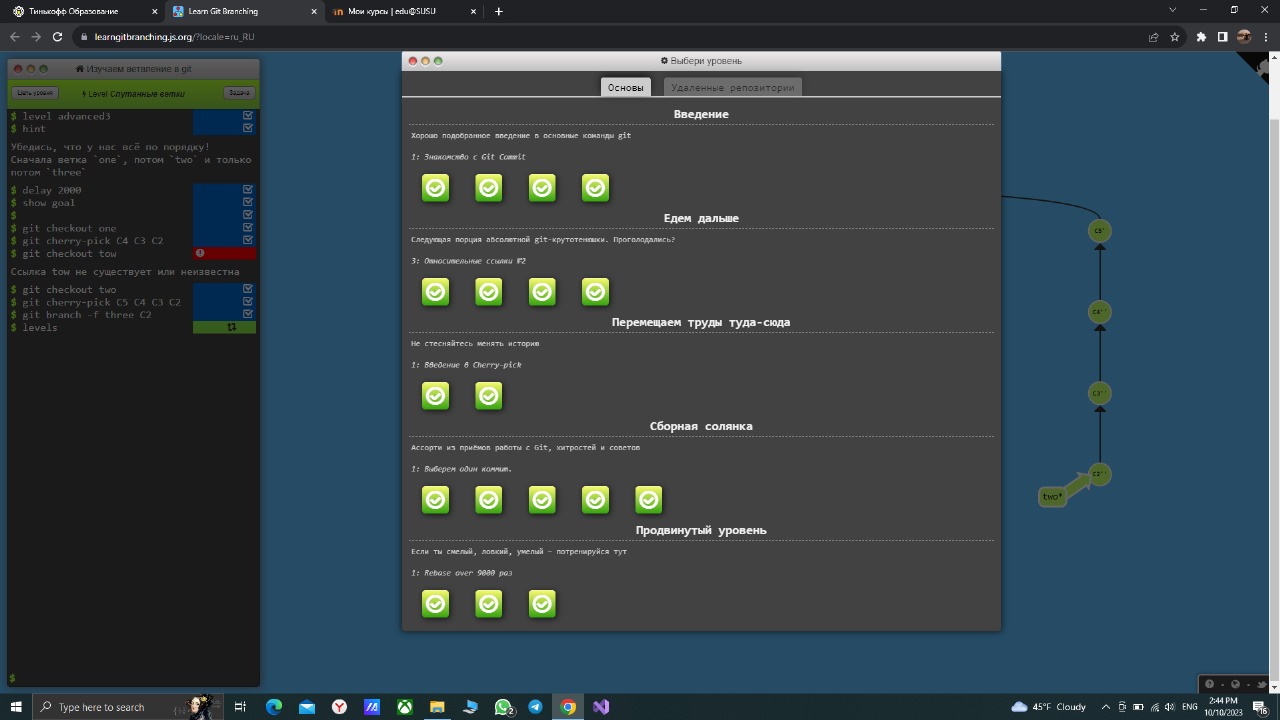 Тинькофф Образование
Learn Git Branching
Мои курсы | edu@SUSU
learngitbranching.js.org/?locale=ru_RU
Изучаем ветвление в git
Цель уровня
Level Спутанные ветки
Задача
$ level advanced3
$ hint
Убедись, что у нас всё по порядку!
Сначала ветка `one`, потом `two` и только
потом `three`
$ delay 2000
$ show goal
$
$ git checkout one
$ git cherry-pick C4 C3 C2
$ git checkout tow
Ссылка tow не существует или неизвестна
$ git checkout two
$ git cherry-pick C5 C4 C3 C2
$ git branch -f three C2
$ levels
$
Выбери уровень
Основы
Удаленные репозитории
Введение
Хорошо подобранное введение в основные команды git
1: Знакомство с Git Commit
Едем дальше
Следующая порция абсолютной git-крутотенюшки. Проголодались?
3: Относительные ссылки №2
Перемещаем труды туда-сюда
Не стесняйтесь менять историю
1: Введение в Cherry-pick
Сборная солянка
Ассорти из приёмов работы с Git, хитростей и советов
1: Выберем один коммит.
Продвинутый уровень
Если ты смелый, ловкий, умелый – потренируйся тут
1: Rebase over 9000 раз
C5'
C4''
C3''
C2''
two*
Type here to search
2
45°F Cloudy
ENG
2:44 PM
10/10/2023
16